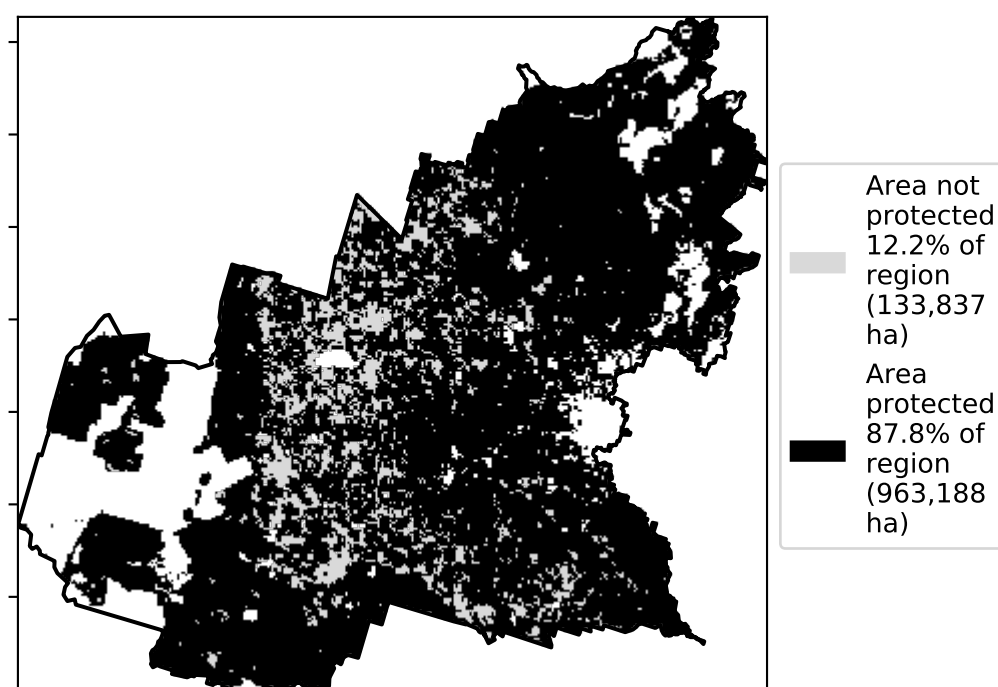 Area not
protected
12.2% of
region
(133,837
ha)
Area
protected
87.8% of
region
(963,188
ha)